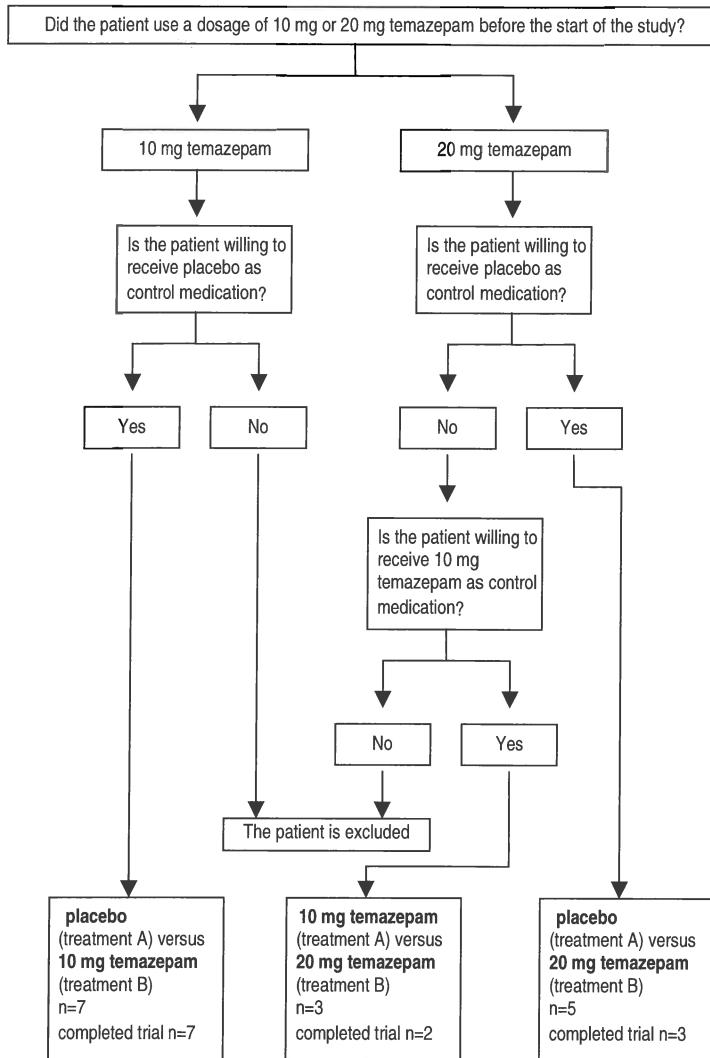 Did the patient use a dosage of 10 mg or 20 mg temazepam before the start of the study?
10 mg temazepam
20 mg temazepam
Is the patient willing to
receive placebo as
control medication?
Is the patient willing to
receive placebo as
control medication?
Yes
No
No
Yes
Is the patient willing to
receive 10 mg
temazepam as control
medication?
No
Yes
The patient is excluded
placebo
(treatment A) versus
10 mg temazepam
(treatment B)
n=7
completed trial n=7
10 mg temazepam
(treatment A) versus
20 mg temazepam
(treatment B)
n=3
completed trial n=2
placebo
(treatment A) versus
20 mg temazepam
(treatment B)
n=5
completed trial n=3